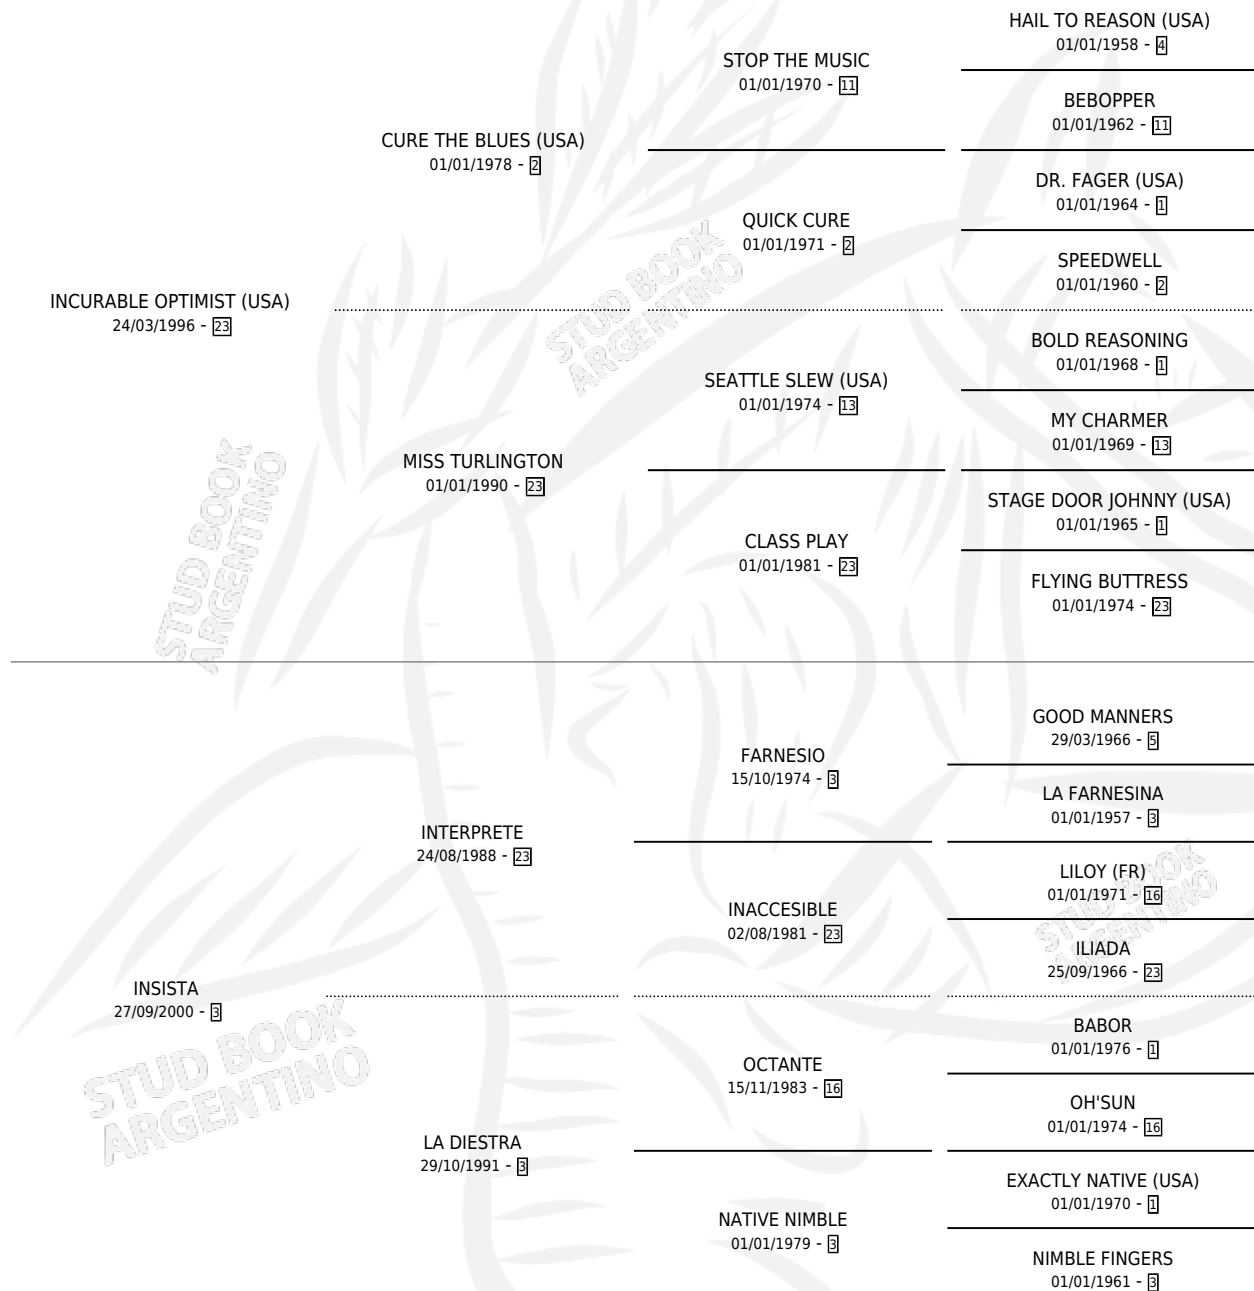 HAIL TO REASON (USA)
01/01/1958 - 4
STOP THE MUSIC
01/01/1970 - 11
BEBOPPER
01/01/1962 - 11
CURE THE BLUES (USA)
01/01/1978 - 2
DR. FAGER (USA)
01/01/1964 - 1
QUICK CURE
01/01/1971 - 2
SPEEDWELL
01/01/1960 - 2
INCURABLE OPTIMIST (USA)
24/03/1996 - 23
BOLD REASONING
01/01/1968 - 1
SEATTLE SLEW (USA)
01/01/1974 - 13
MY CHARMER
01/01/1969 - 13
MISS TURLINGTON
01/01/1990 - 23
STAGE DOOR JOHNNY (USA)
01/01/1965 - 1
CLASS PLAY
01/01/1981 - 23
FLYING BUTTRESS
01/01/1974 - 23
GOOD MANNERS
29/03/1966 - 5
FARNESIO
15/10/1974 - 3
LA FARNESINA
01/01/1957 - 3
INTERPRETE
24/08/1988 - 23
LILOY (FR)
01/01/1971 - 16
INACCESIBLE
02/08/1981 - 23
ILIADA
25/09/1966 - 23
INSISTA
27/09/2000 - 3
BABOR
01/01/1976 - 1
OCTANTE
15/11/1983 - 16
OH'SUN
01/01/1974 - 16
LA DIESTRA
29/10/1991 - 3
EXACTLY NATIVE (USA)
01/01/1970 - 1
NATIVE NIMBLE
01/01/1979 - 3
NIMBLE FINGERS
01/01/1961 - 3
STUD BOOK
ARGENTINO
STUD BOOK
ARGENTINO
STUD BOOK
ARGENTINO
STUD BOOK
ARGENTINO